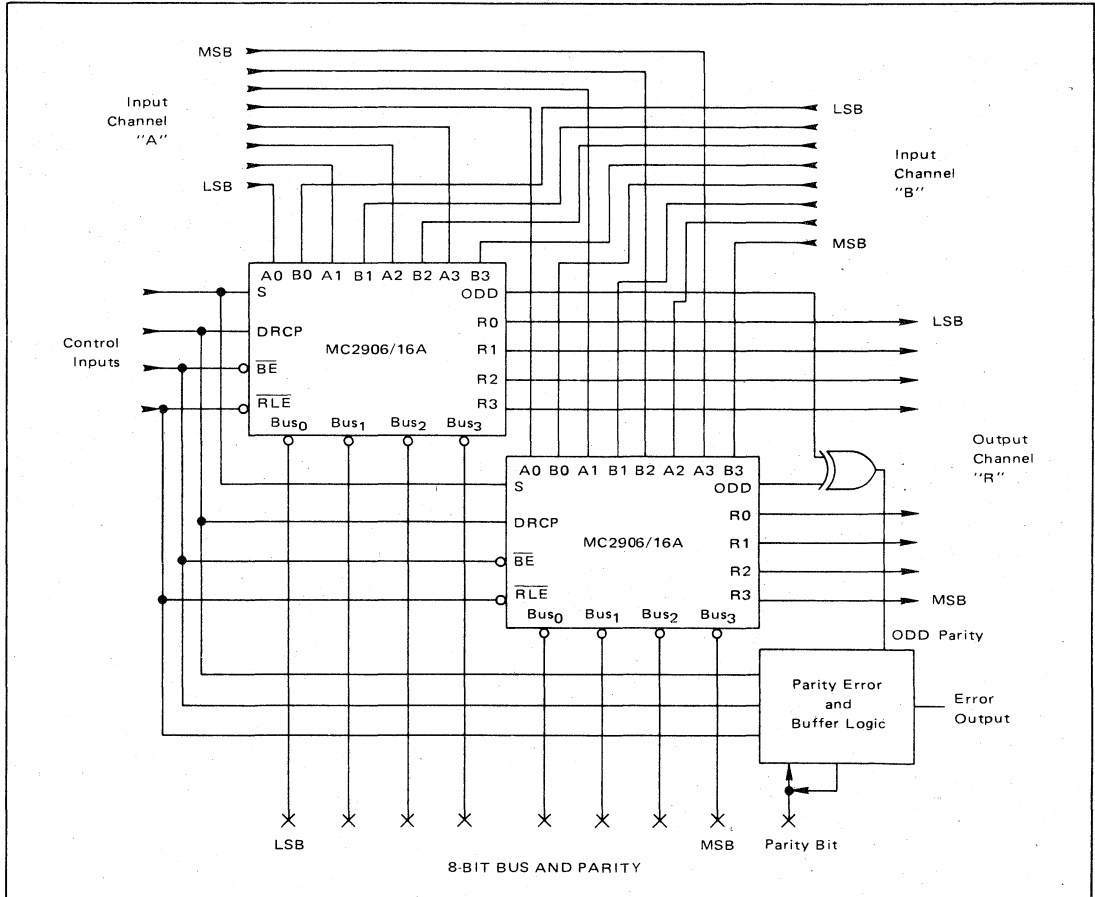 MSB
Input
Channel
"A"
LSB
LSB
Input
Channel
"B"
MSB
A0 B0 A1 B1 A2 B2 A3 B3
S
ODD
R0
LSB
DRCP
R1
Control
Inputs
MC2906/16A
BE
R2
RLE
R3
Bus0 Bus1 Bus2 Bus3
Output
Channel
"R"
A0 B0 A1 B1 B2 A2 A3 B3
S
ODD
R0
DRCP
R1
MC2906/16A
BE
R2
RLE
R3
MSB
Bus0 Bus1 Bus2 Bus3
ODD Parity
Parity Error
and
Buffer Logic
Error
Output
LSB
MSB
Parity Bit
8-BIT BUS AND PARITY